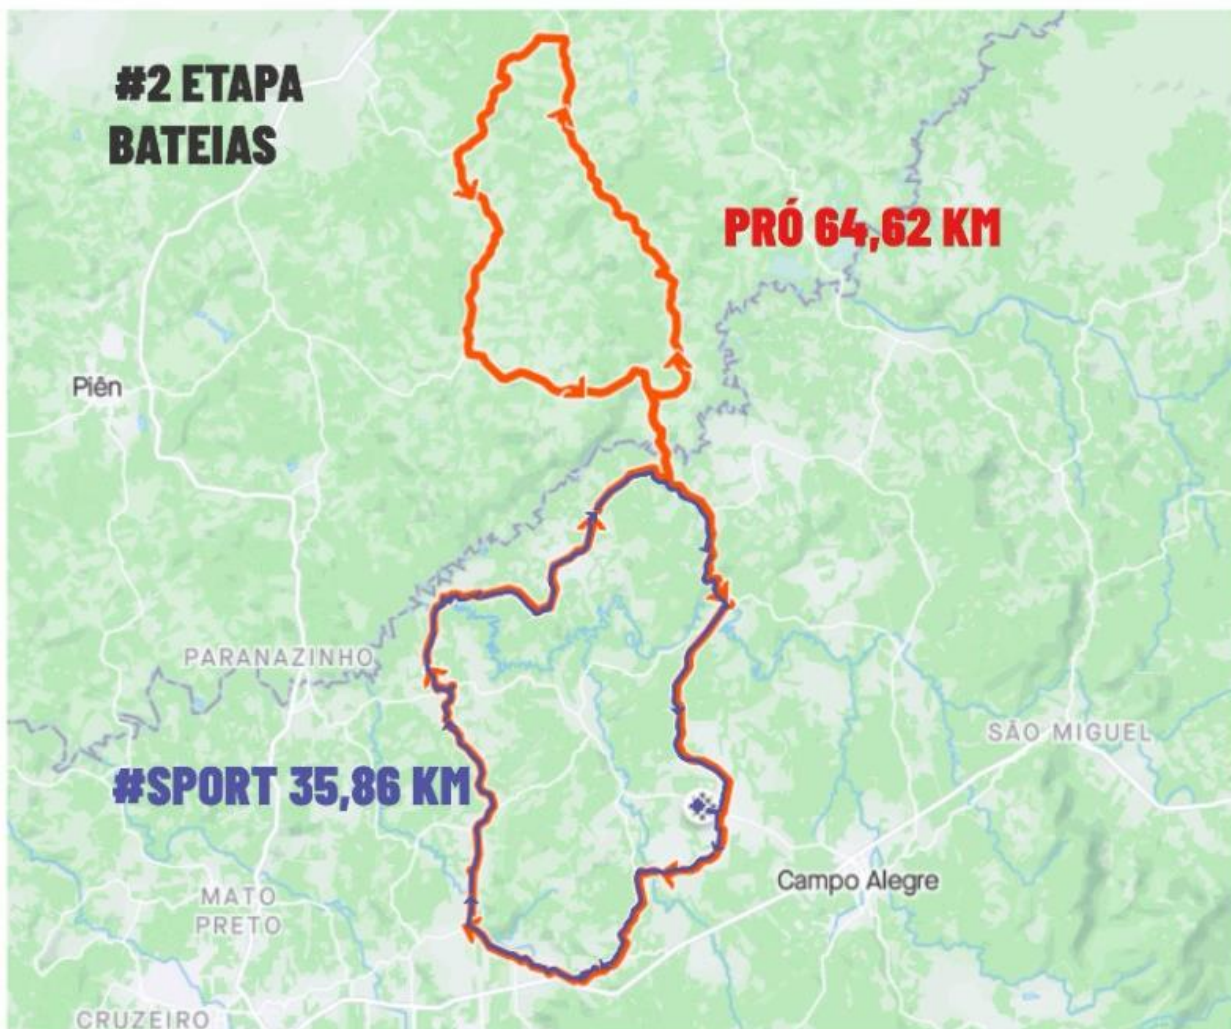 #2 ETAPA
BATEIAS
PRÓ 64,62 KM
Piên
PARANAZINHO
SÃO MIGUEL
#SPORT 35,86 KM
Campo Alegre
MATO
PRETO
CRUZEIRO